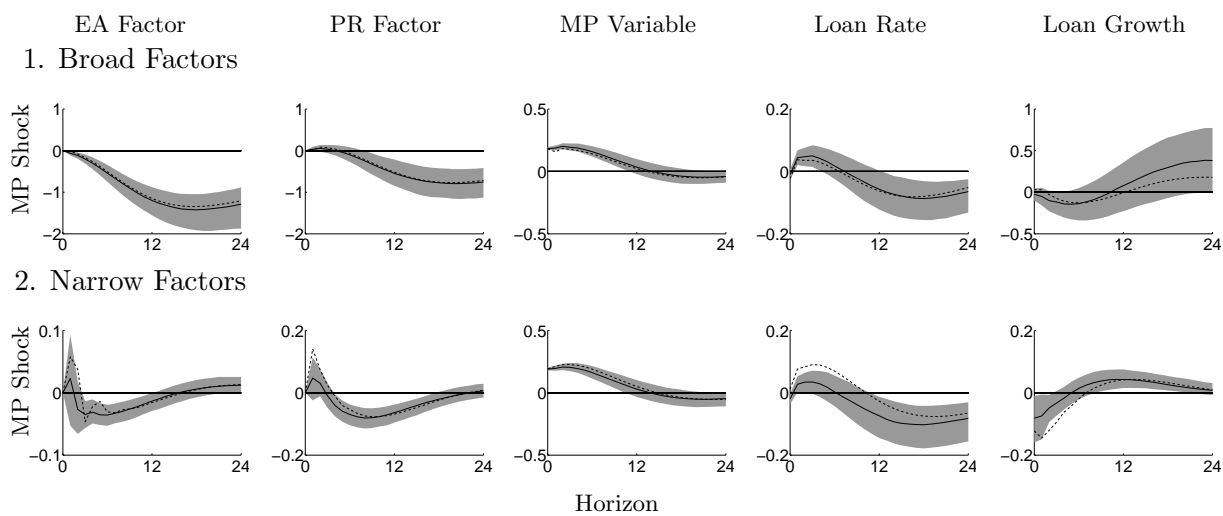 EA Factor PR Factor MP Variable Loan Rate Loan Growth
1. Broad Factors
MP Shock
1 1 0.5 0.2 1
0.5
0 0 0 0 0
−1 −1
−2 −2 0.5 −0.2 −0.5
0 12 24 0 12 24 0 12 24 0 12 24 0 12 24
2. Narrow Factors
MP Shock
0.1 0.2 0.5 0.2 0.2
0 0 0 0 0
−0.1 −0.2 0.5 −0.2 −0.2
0 12 24 0 12 24 0 12 24 0 12 24 0 12 24
Horizon